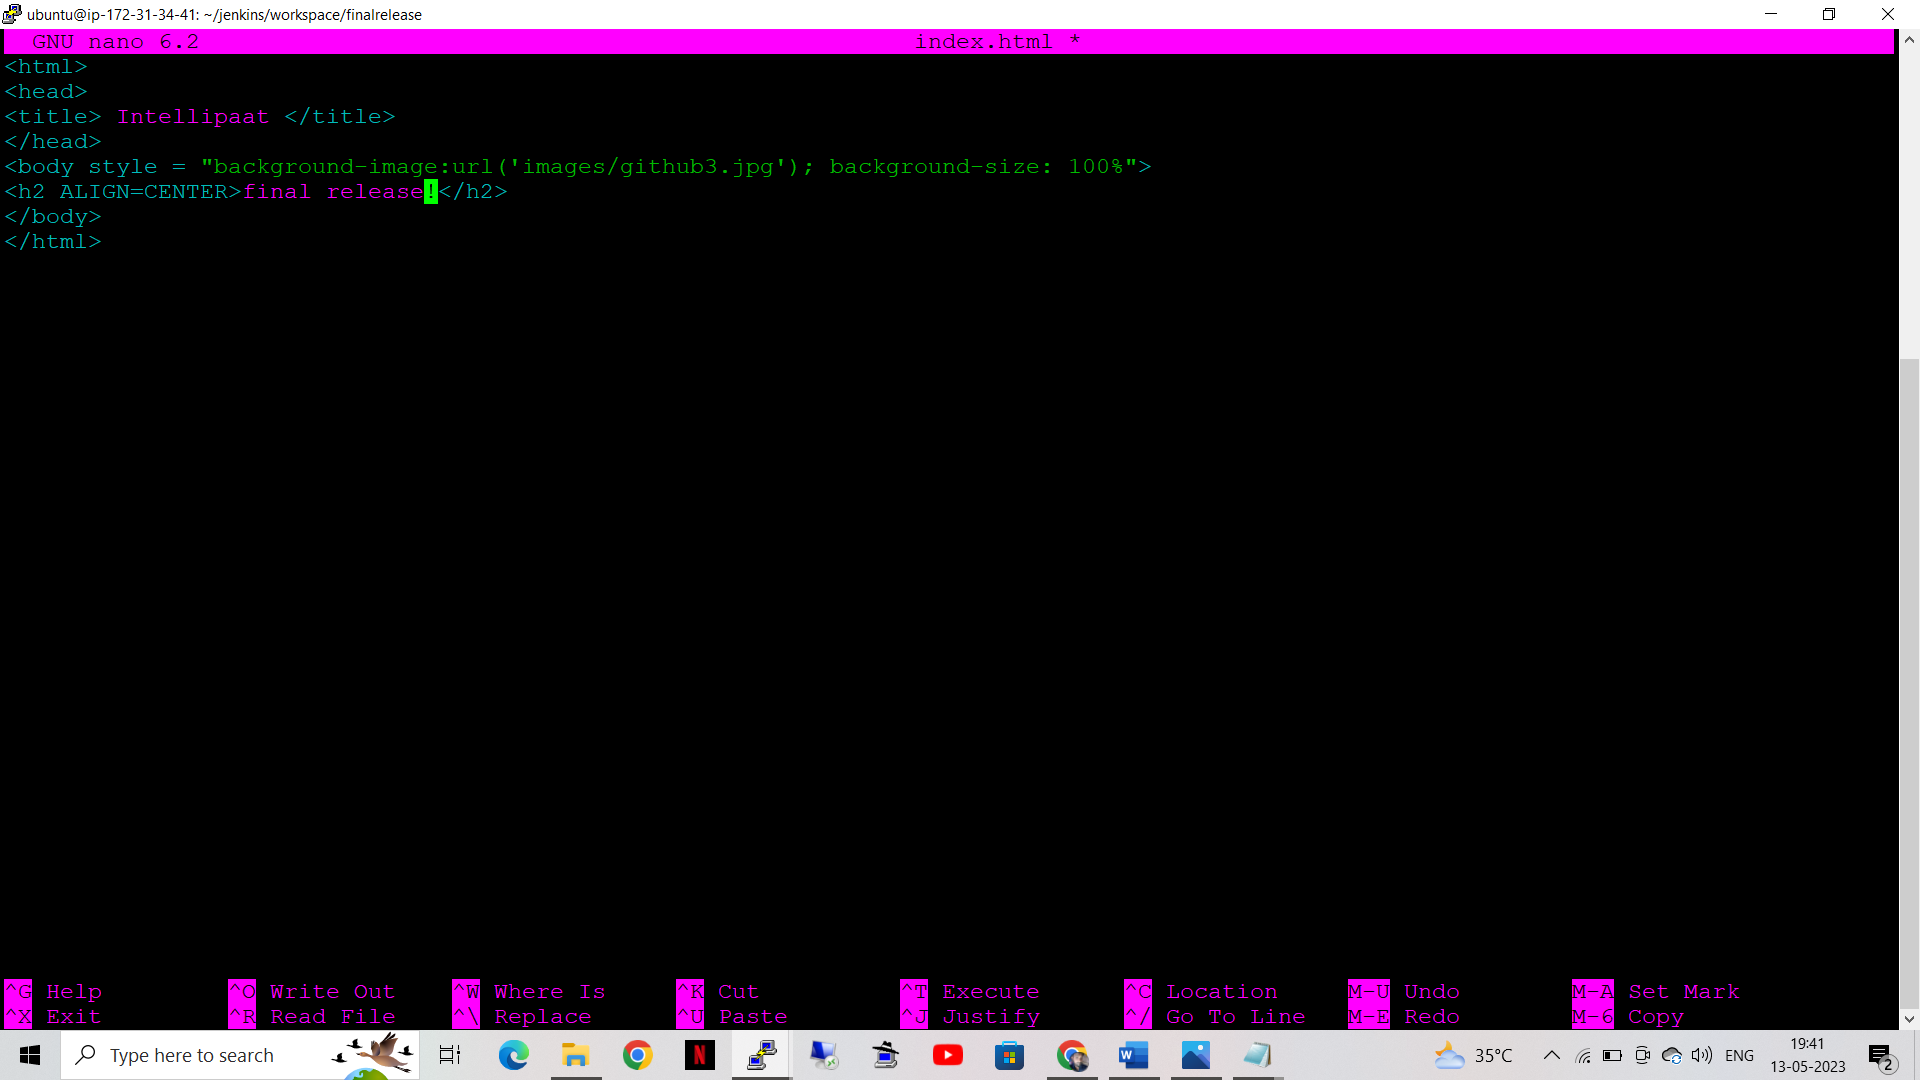 ubuntu@ip-172-31-34-41: ~/jenkins/workspace/finalrelease
GNU nano 6.2 index.html *
<html>
<head>
<title> Intellipaat </title>
</head>
<body style = "background-image:url('images/github3.jpg'); background-size: 100%">
<h2 ALIGN=CENTER>final release!</h2>
</body>
</html>
^G Help ^O Write Out ^W Where Is ^K Cut ^T Execute ^C Location M-U Undo M-A Set Mark
^X Exit ^R Read File ^\ Replace ^U Paste ^J Justify ^/ Go To Line M-E Redo M-6 Copy
Type here to search N W 35°C ENG 19:41
13-05-2023 2